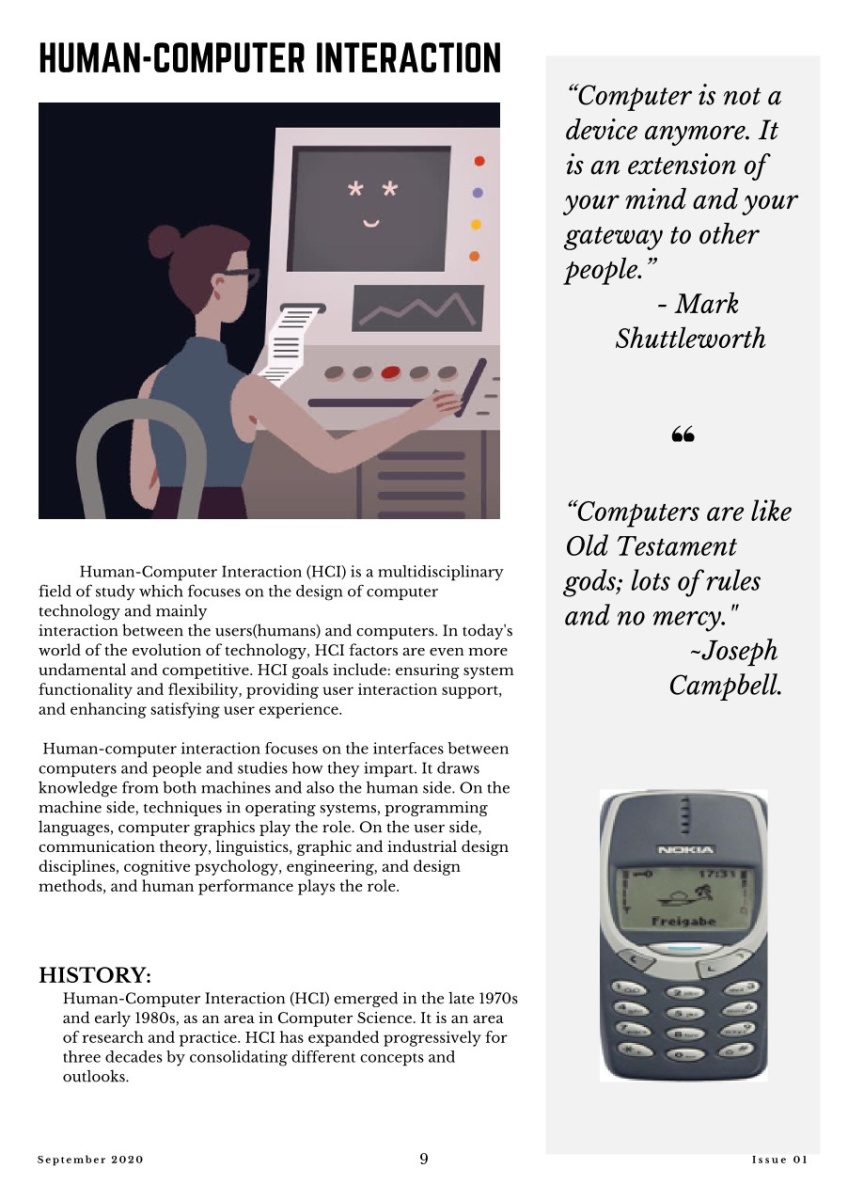 HUMAN-COMPUTER INTERACTION
Human-Computer Interaction (HCI) is a multidisciplinary
field of study which focuses on the design of computer
technology and mainly
interaction between the users(humans) and computers. In today's
world of the evolution of technology, HCI factors are even more
undamental and competitive. HCI goals include: ensuring system
functionality and flexibility, providing user interaction support,
and enhancing satisfying user experience.
Human-computer interaction focuses on the interfaces between
computers and people and studies how they impart. It draws
knowledge from both machines and also the human side. On the
machine side, techniques in operating systems, programming
languages, computer graphics play the role. On the user side,
communication theory, linguistics, graphic and industrial design
disciplines, cognitive psychology, engineering, and design
methods, and human performance plays the role.
HISTORY:
Human-Computer Interaction (HCI) emerged in the late 1970s
and early 1980s, as an area in Computer Science. It is an area
of research and practice. HCI has expanded progressively for
three decades by consolidating different concepts and
outlooks.
“Computer is not a
device anymore. It
is an extension of
your mind and your
gateway to other
people.”
- Mark
Shuttleworth
“
“Computers are like
Old Testament
gods; lots of rules
and no mercy."
~Joseph
Campbell.
NOKIA
17:31
Freigabe
September 2020
9
Issue 01